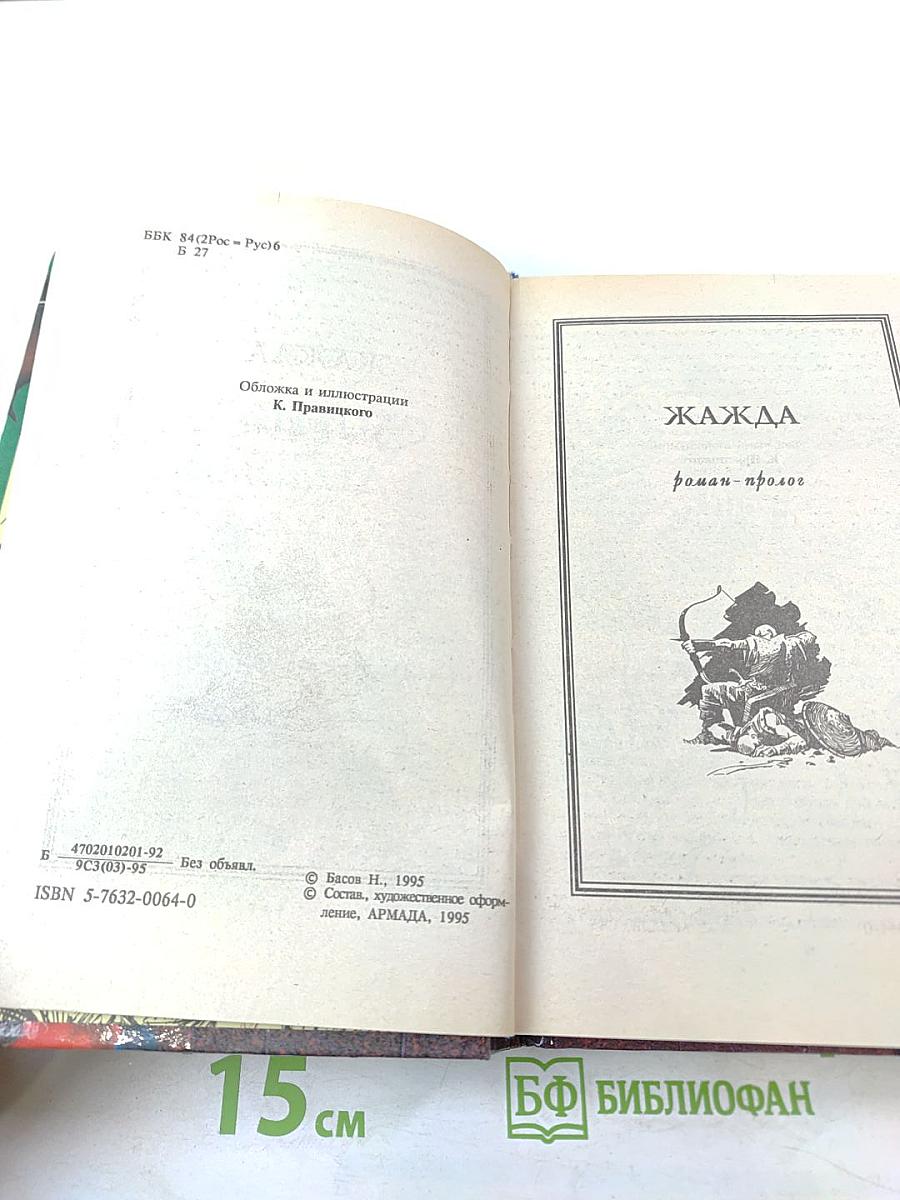 ББК 84(2Рос=Рус)6
Б 27
Обложка и иллюстрации
К. Правицкого
Б 4702010201-92
9С3(03)-95 Без объявл.
ISBN 5-7632-0064-0
© Басов Н., 1995
© Состав., художественное оформ-
ление, АРМАДА, 1995
ЖАЖДА
роман-пролог
15 см
БФ БИБЛИОФАН